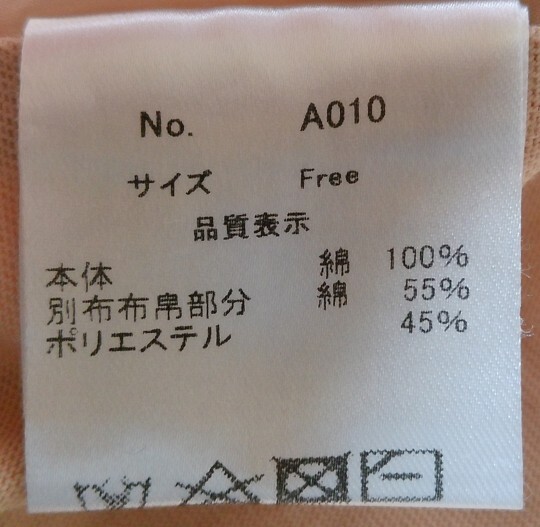 No. A010
サイズ Free
品質表示
本体 綿 100%
別布布帛部分 綿 55%
ポリエステル 45%